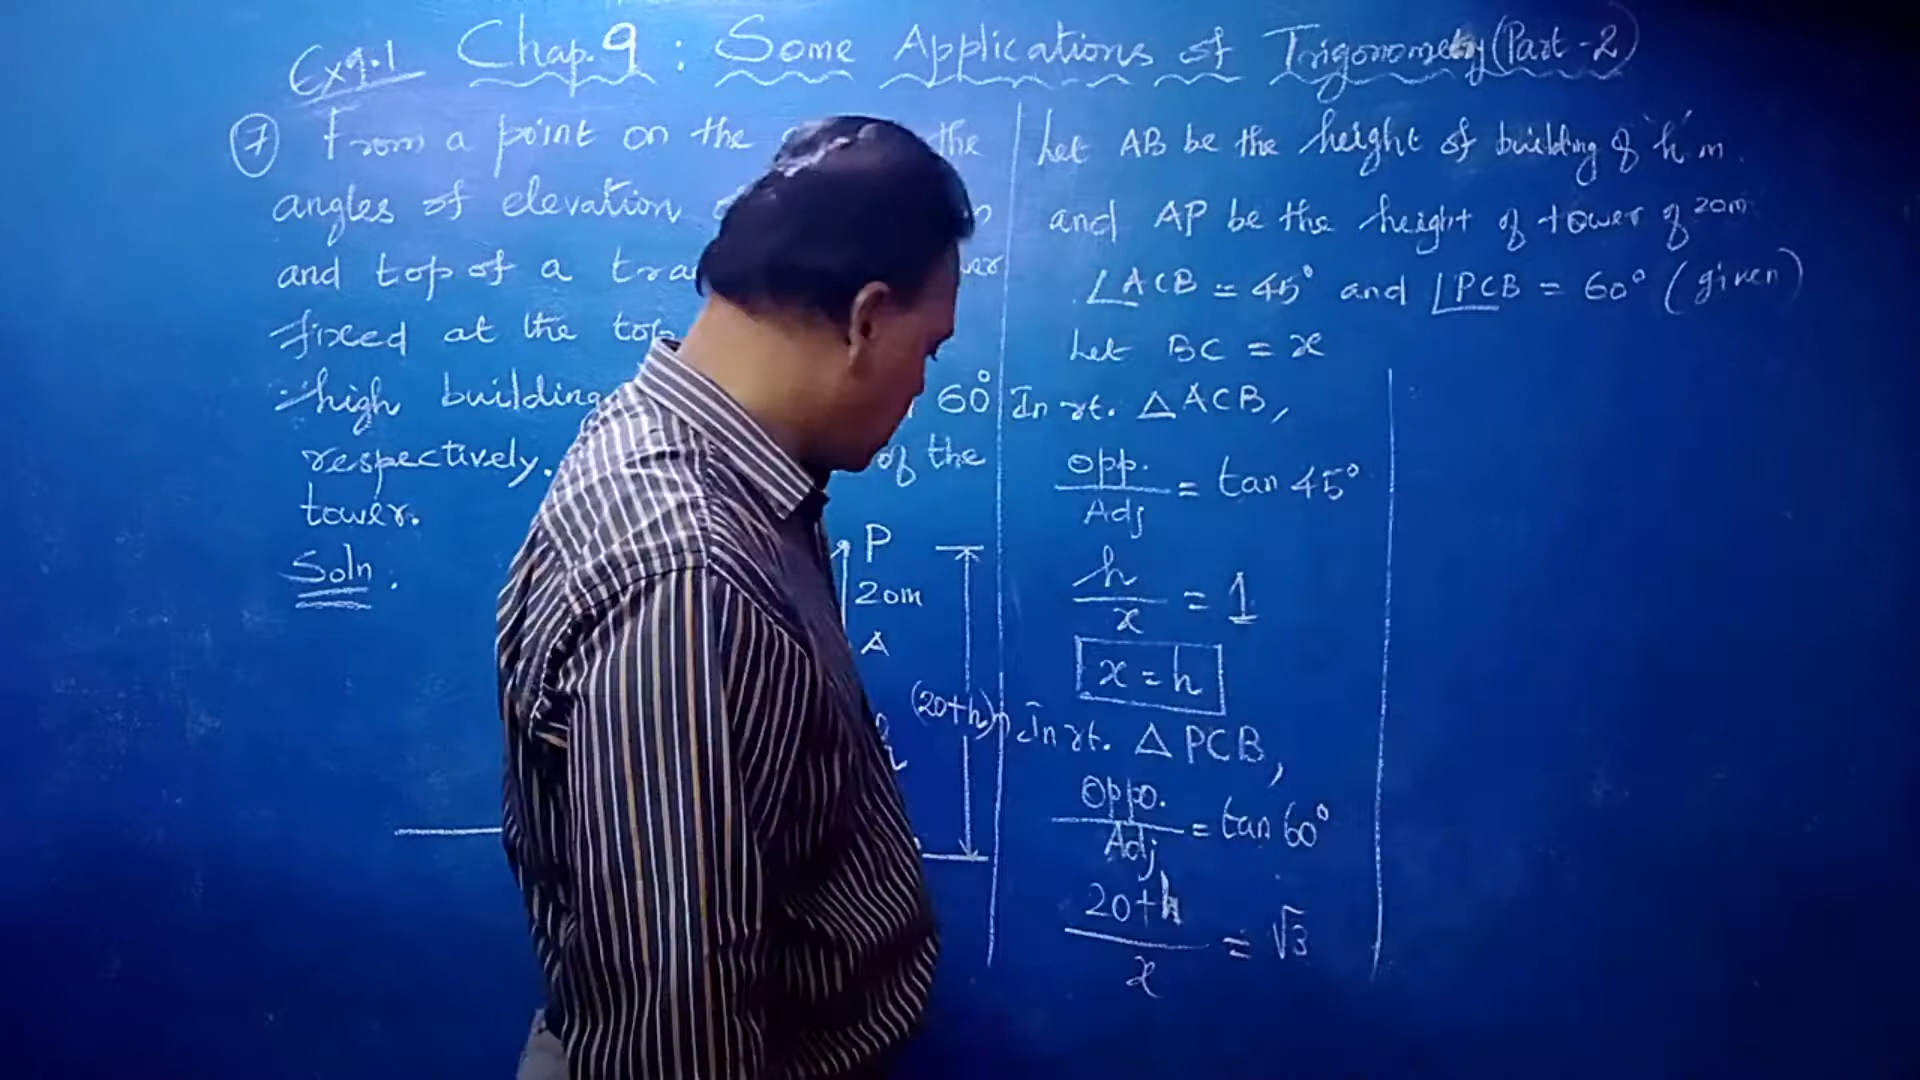 Ex 9.1 Chap. 9 : Some Applications of Trigonometry (Part-2)
7 From a point on the the
angles of elevation
and top of a
fixed at the top
high building 60°
respectively. of the
tower.
Soln.
P
20m
A
(20+h)
Let AB be the height of building of 'h' m.
and AP be the height of tower of 20m
∠ACB = 45° and ∠PCB = 60° (given)
Let BC = x
In rt. △ ACB,
Opp. / Adj = tan 45°
h / x = 1
x = h
In rt. △ PCB,
Oppo. / Adj = tan 60°
20+h / x = √3